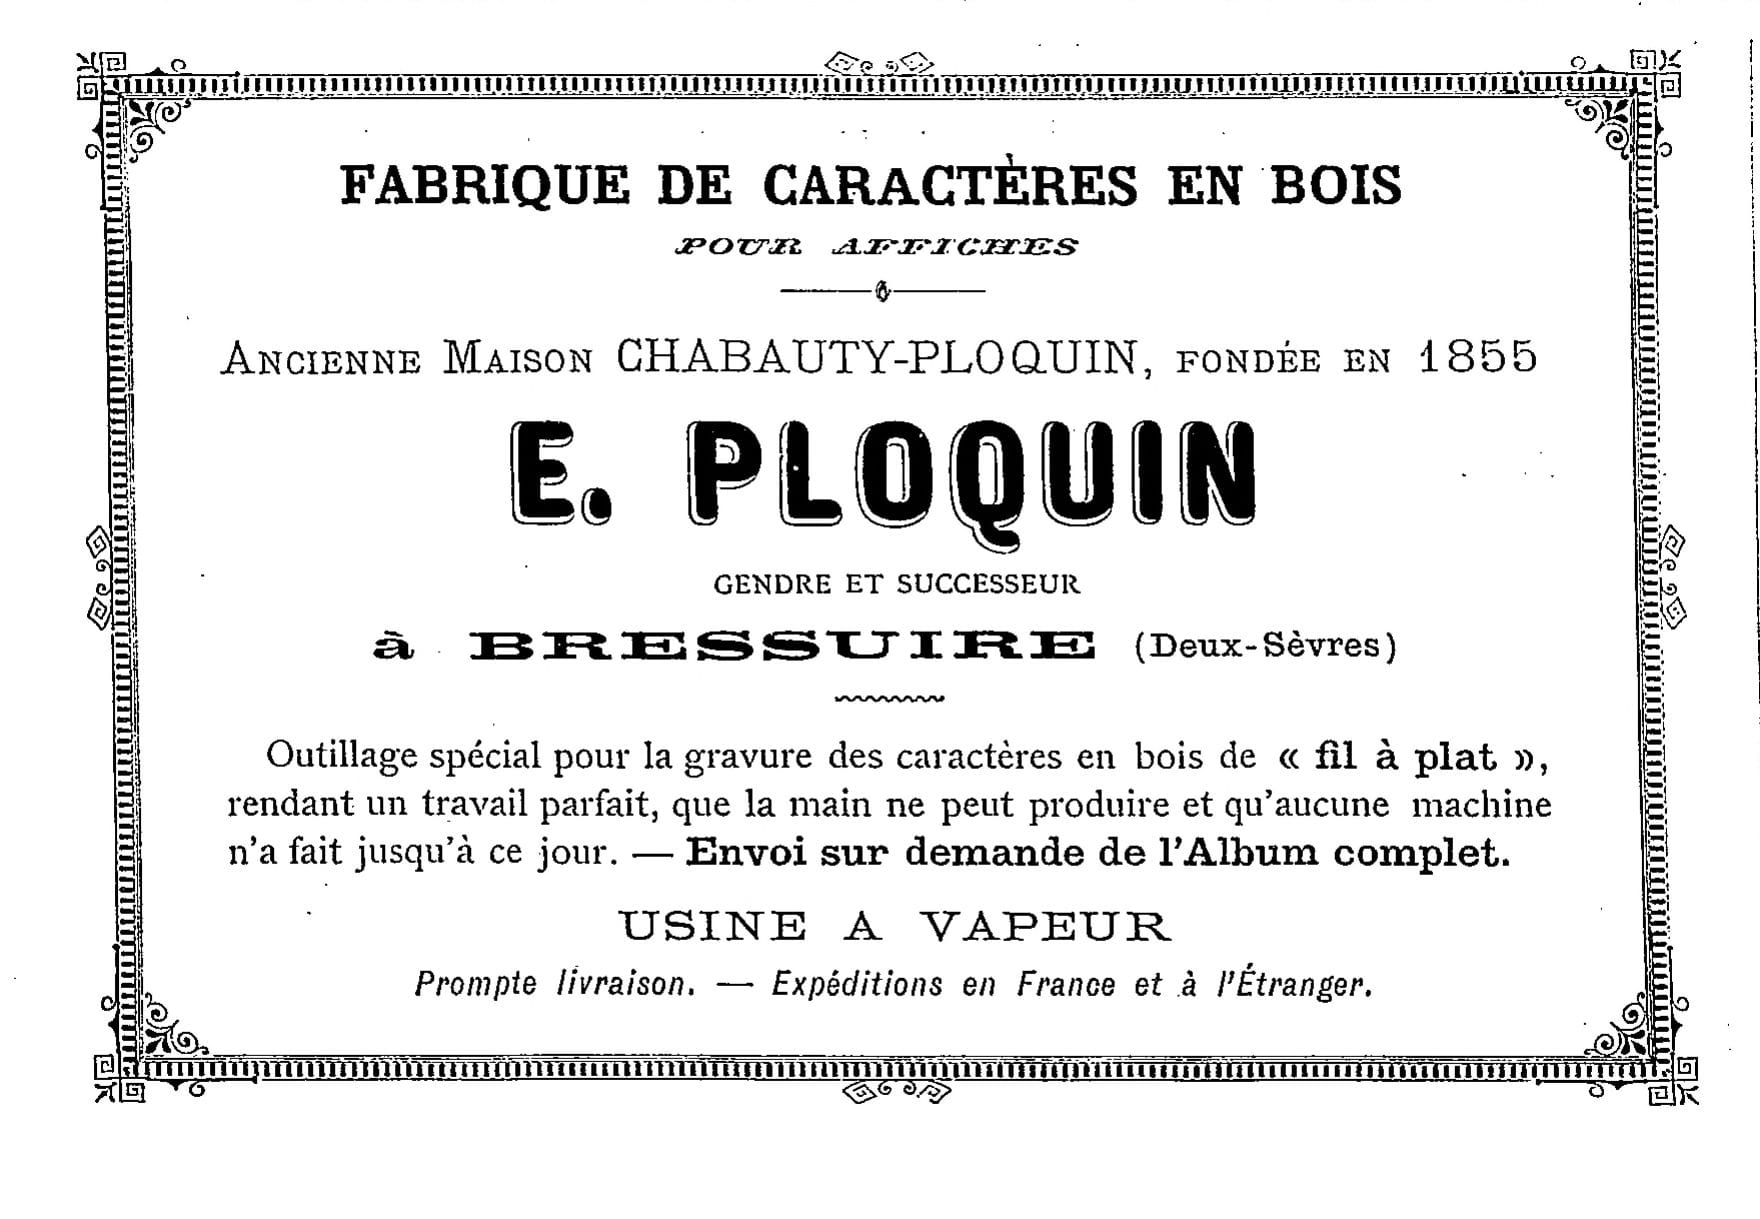 FABRIQUE DE CARACTÈRES EN BOIS
POUR AFFICHES
ANCIENNE MAISON CHABAUTY-PLOQUIN, FONDÉE EN 1855
E. PLOQUIN
GENDRE ET SUCCESSEUR
à BRESSUIRE (Deux-Sèvres)
Outillage spécial pour la gravure des caractères en bois de « fil à plat »,
rendant un travail parfait, que la main ne peut produire et qu'aucune machine
n'a fait jusqu'à ce jour. — Envoi sur demande de l'Album complet.
USINE A VAPEUR
Prompte livraison. — Expéditions en France et à l'Étranger.